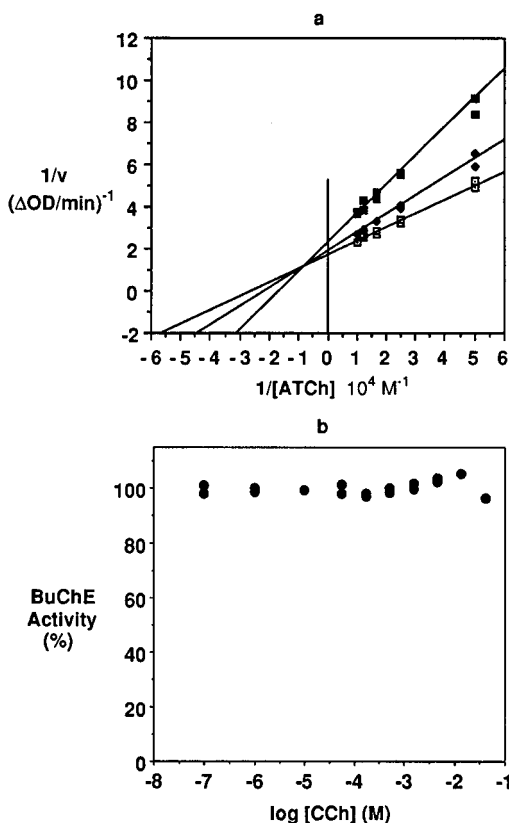 a
12
10
8
6
4
2
0
-2
1/v
(ΔOD/min)⁻¹
-6 -5 -4 -3 -2 -1 0 1 2 3 4 5 6
1/[ATCh] 10⁴ M⁻¹
b
100
80
60
40
20
0
BuChE
Activity
(%)
-8 -7 -6 -5 -4 -3 -2 -1
log [CCh] (M)